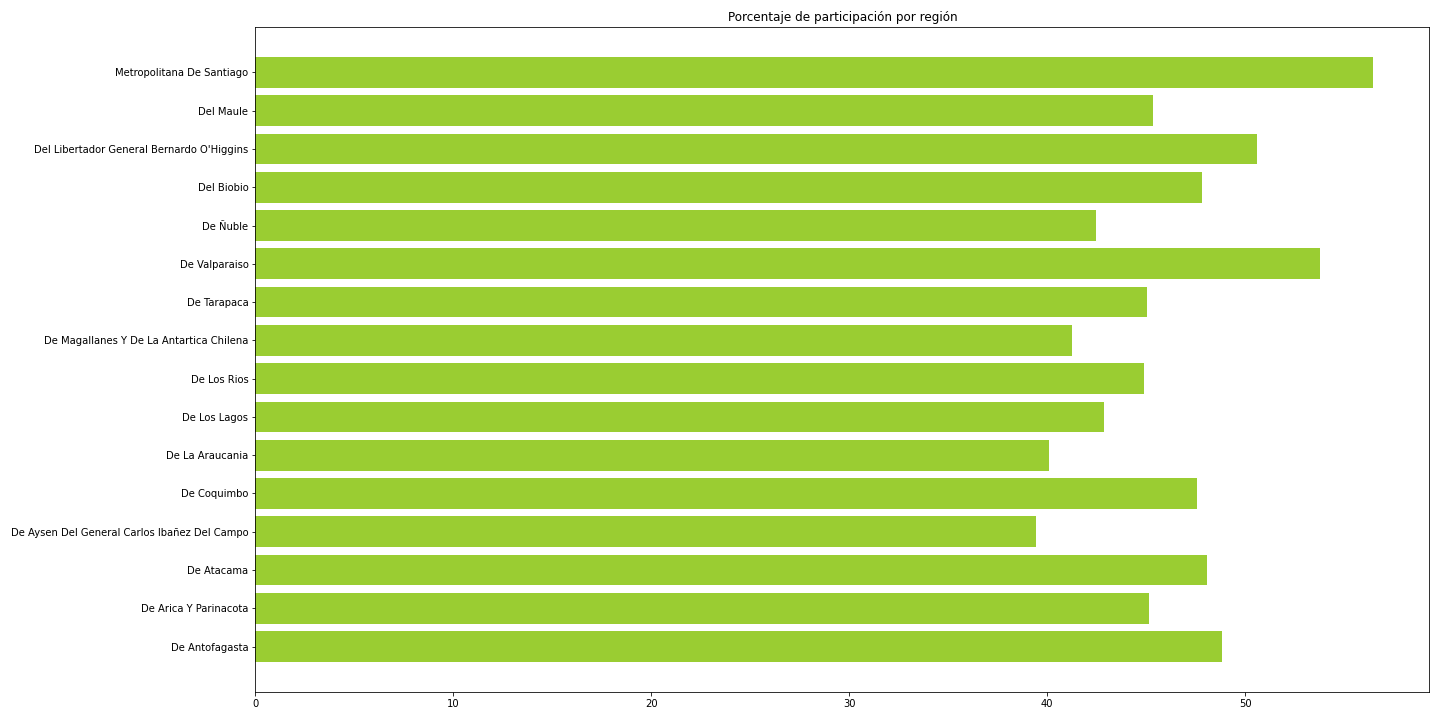 Porcentaje de participación por región
Metropolitana De Santiago
Del Maule
Del Libertador General Bernardo O'Higgins
Del Biobio
De Ñuble
De Valparaiso
De Tarapaca
De Magallanes Y De La Antartica Chilena
De Los Rios
De Los Lagos
De La Araucania
De Coquimbo
De Aysen Del General Carlos Ibañez Del Campo
De Atacama
De Arica Y Parinacota
De Antofagasta
0 10 20 30 40 50